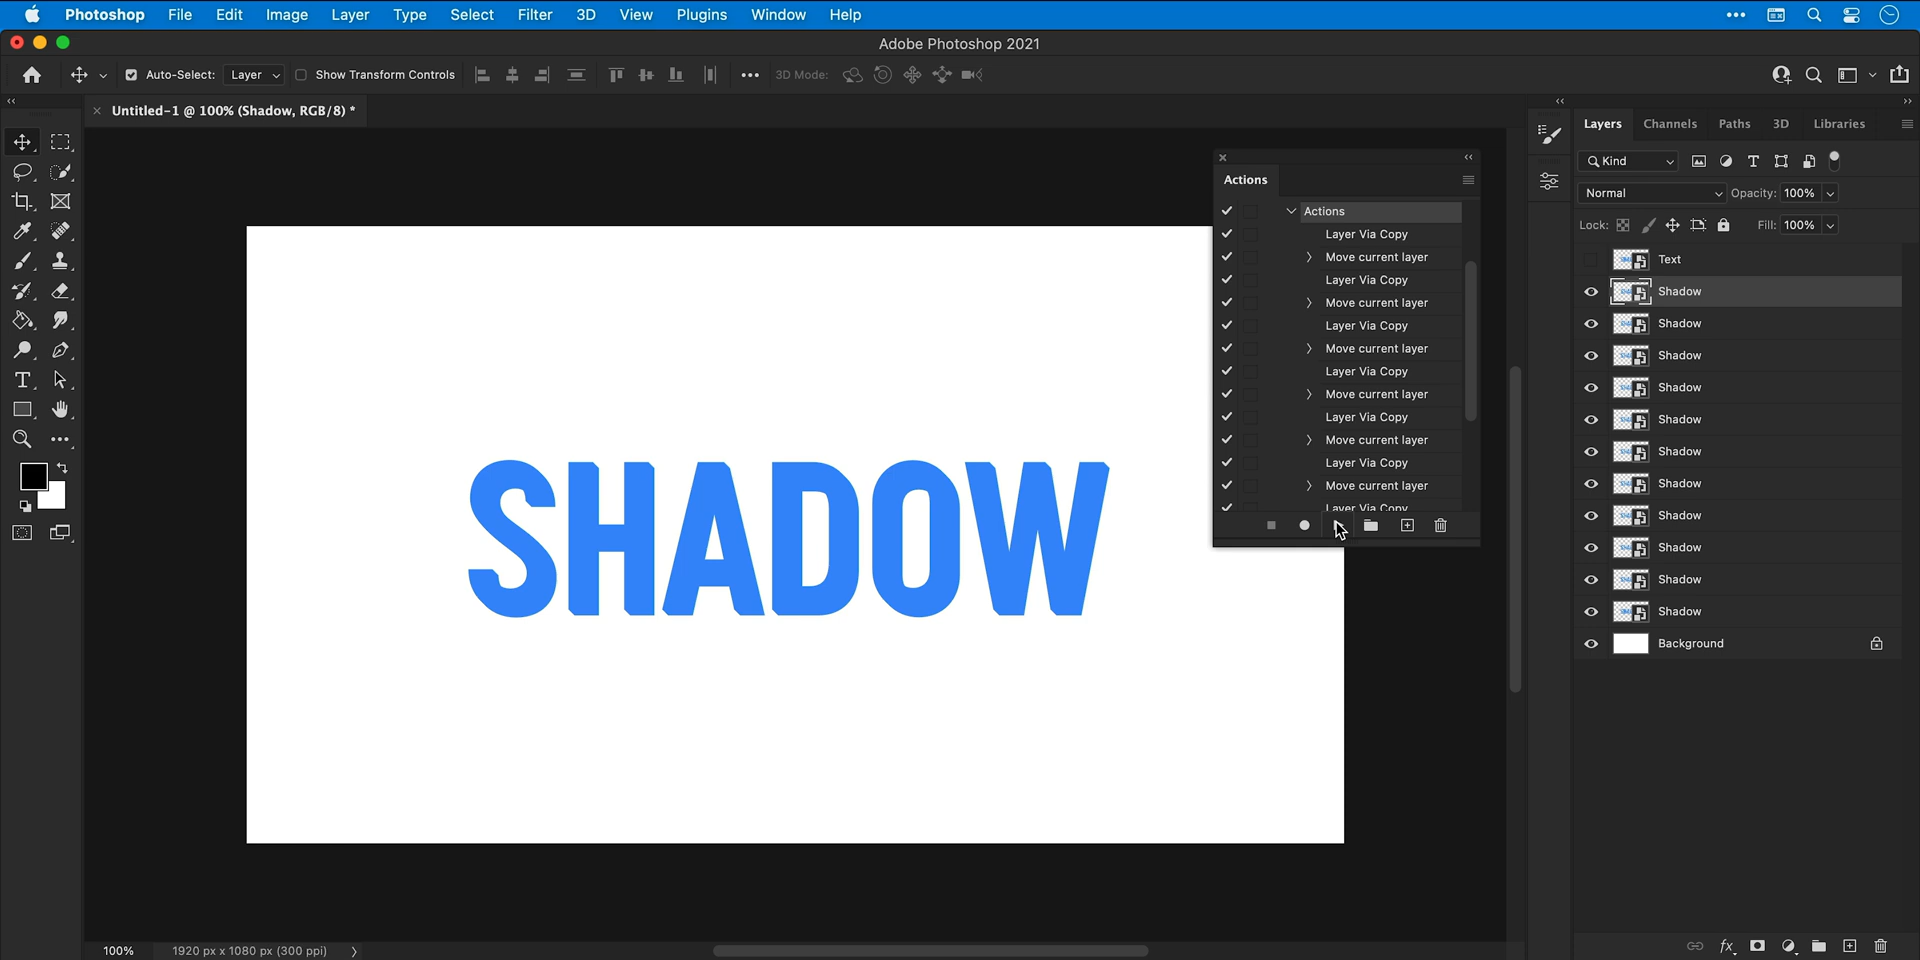 Photoshop File Edit Image Layer Type Select Filter 3D View Plugins Window Help
Adobe Photoshop 2021
Auto-Select: Layer Show Transform Controls 3D Mode:
Untitled-1 @ 100% (Shadow, RGB/8) *
Layers Channels Paths 3D Libraries
Kind
Normal Opacity: 100%
Lock: Fill: 100%
Text
Shadow
Shadow
Shadow
Shadow
Shadow
Shadow
Shadow
Shadow
Shadow
Shadow
Shadow
Background
Actions
Actions
Layer Via Copy
Move current layer
Layer Via Copy
Move current layer
Layer Via Copy
Move current layer
Layer Via Copy
Move current layer
Layer Via Copy
Move current layer
Layer Via Copy
Move current layer
Layer Via Copy
SHADOW
100% 1920 px x 1080 px (300 ppi)